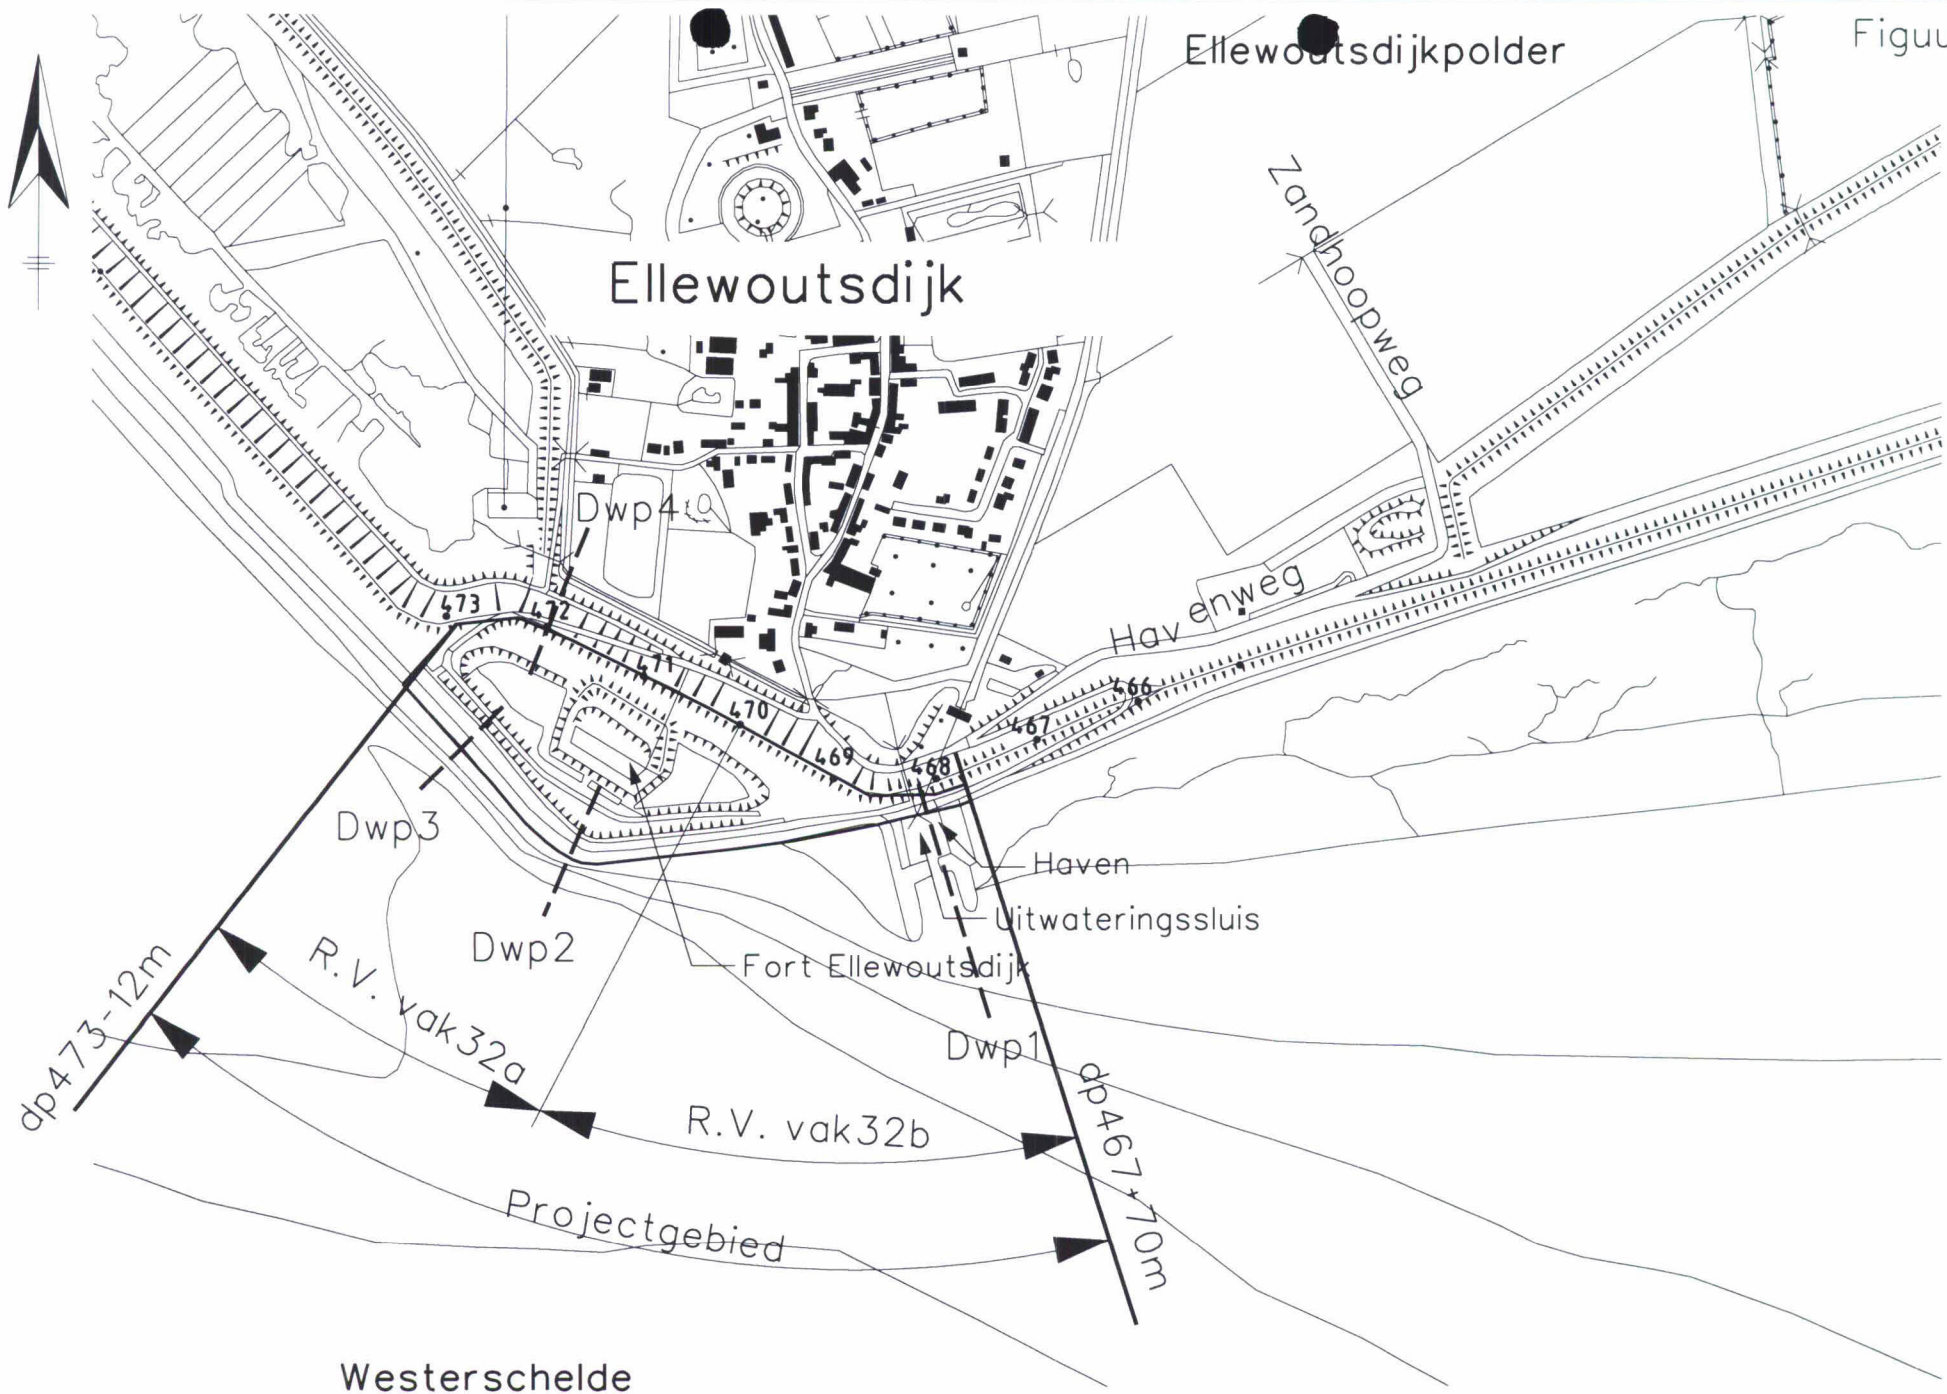 Ellewoutsdijkpolder
Figuu
Zandhoopweg
Ellewoutsdijk
Dwp4
473
472
471
470
469
468
467
466
Havenweg
Dwp3
Haven
Uitwateringssluis
Dwp2
Fort Ellewoutsdijk
Dwp1
dp473-12m
R.V. vak32a
R.V. vak32b
dp467+70m
Projectgebied
Westerschelde